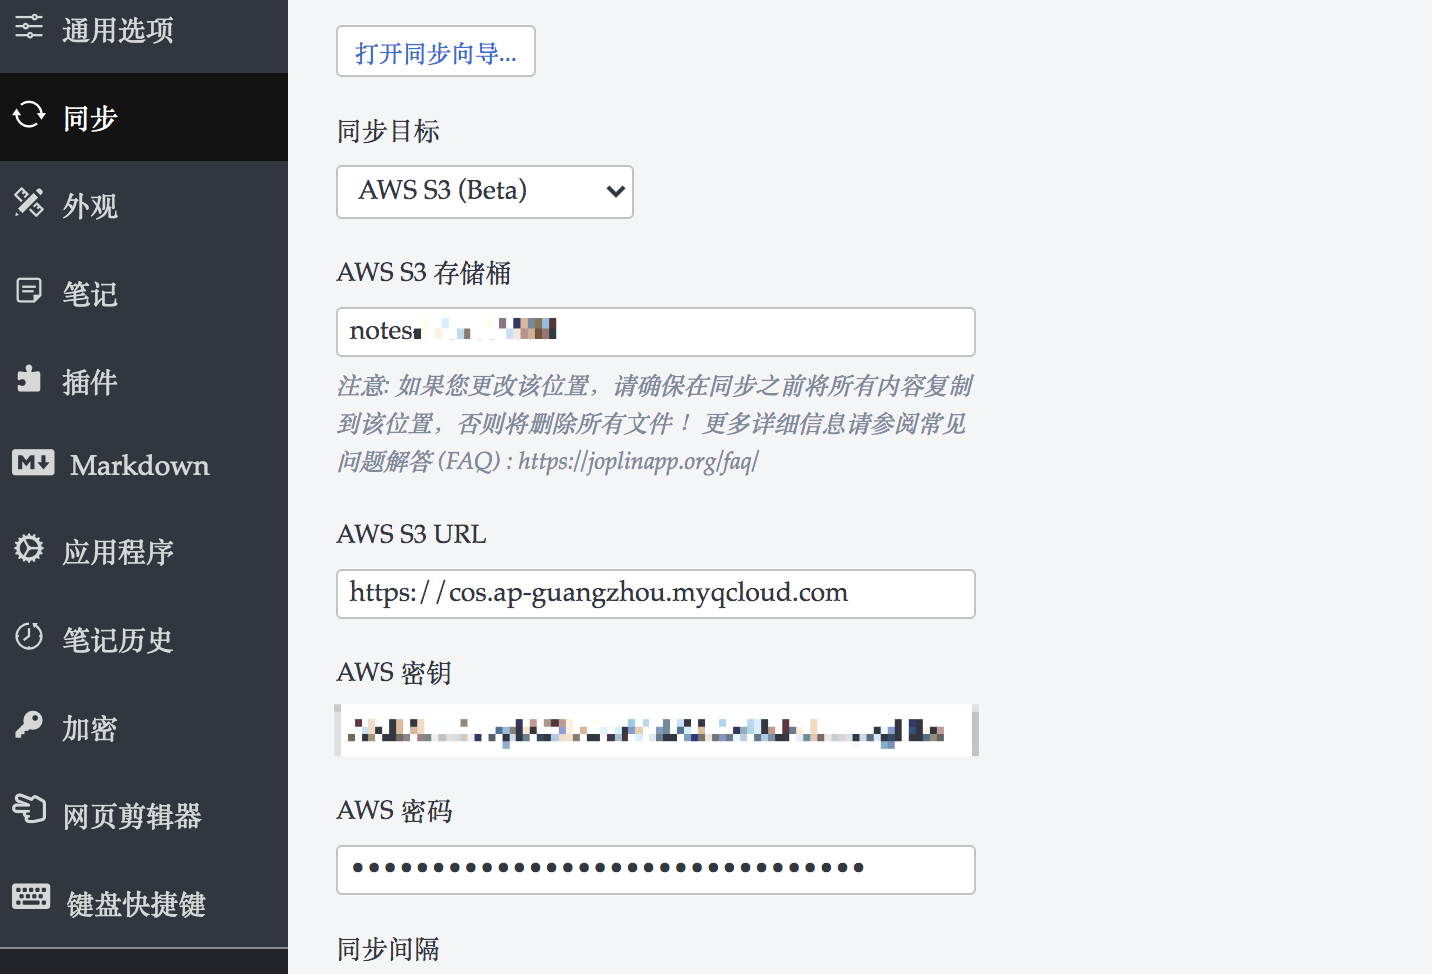 通用选项
同步
外观
笔记
插件
Markdown
应用程序
笔记历史
加密
网页剪辑器
键盘快捷键
打开同步向导...
同步目标
AWS S3 (Beta)
AWS S3 存储桶
notes-
注意: 如果您更改该位置，请确保在同步之前将所有内容复制
到该位置，否则将删除所有文件！ 更多详细信息请参阅常见
问题解答 (FAQ) : https://joplinapp.org/faq/
AWS S3 URL
https://cos.ap-guangzhou.myqcloud.com
AWS 密钥
AWS 密码
同步间隔